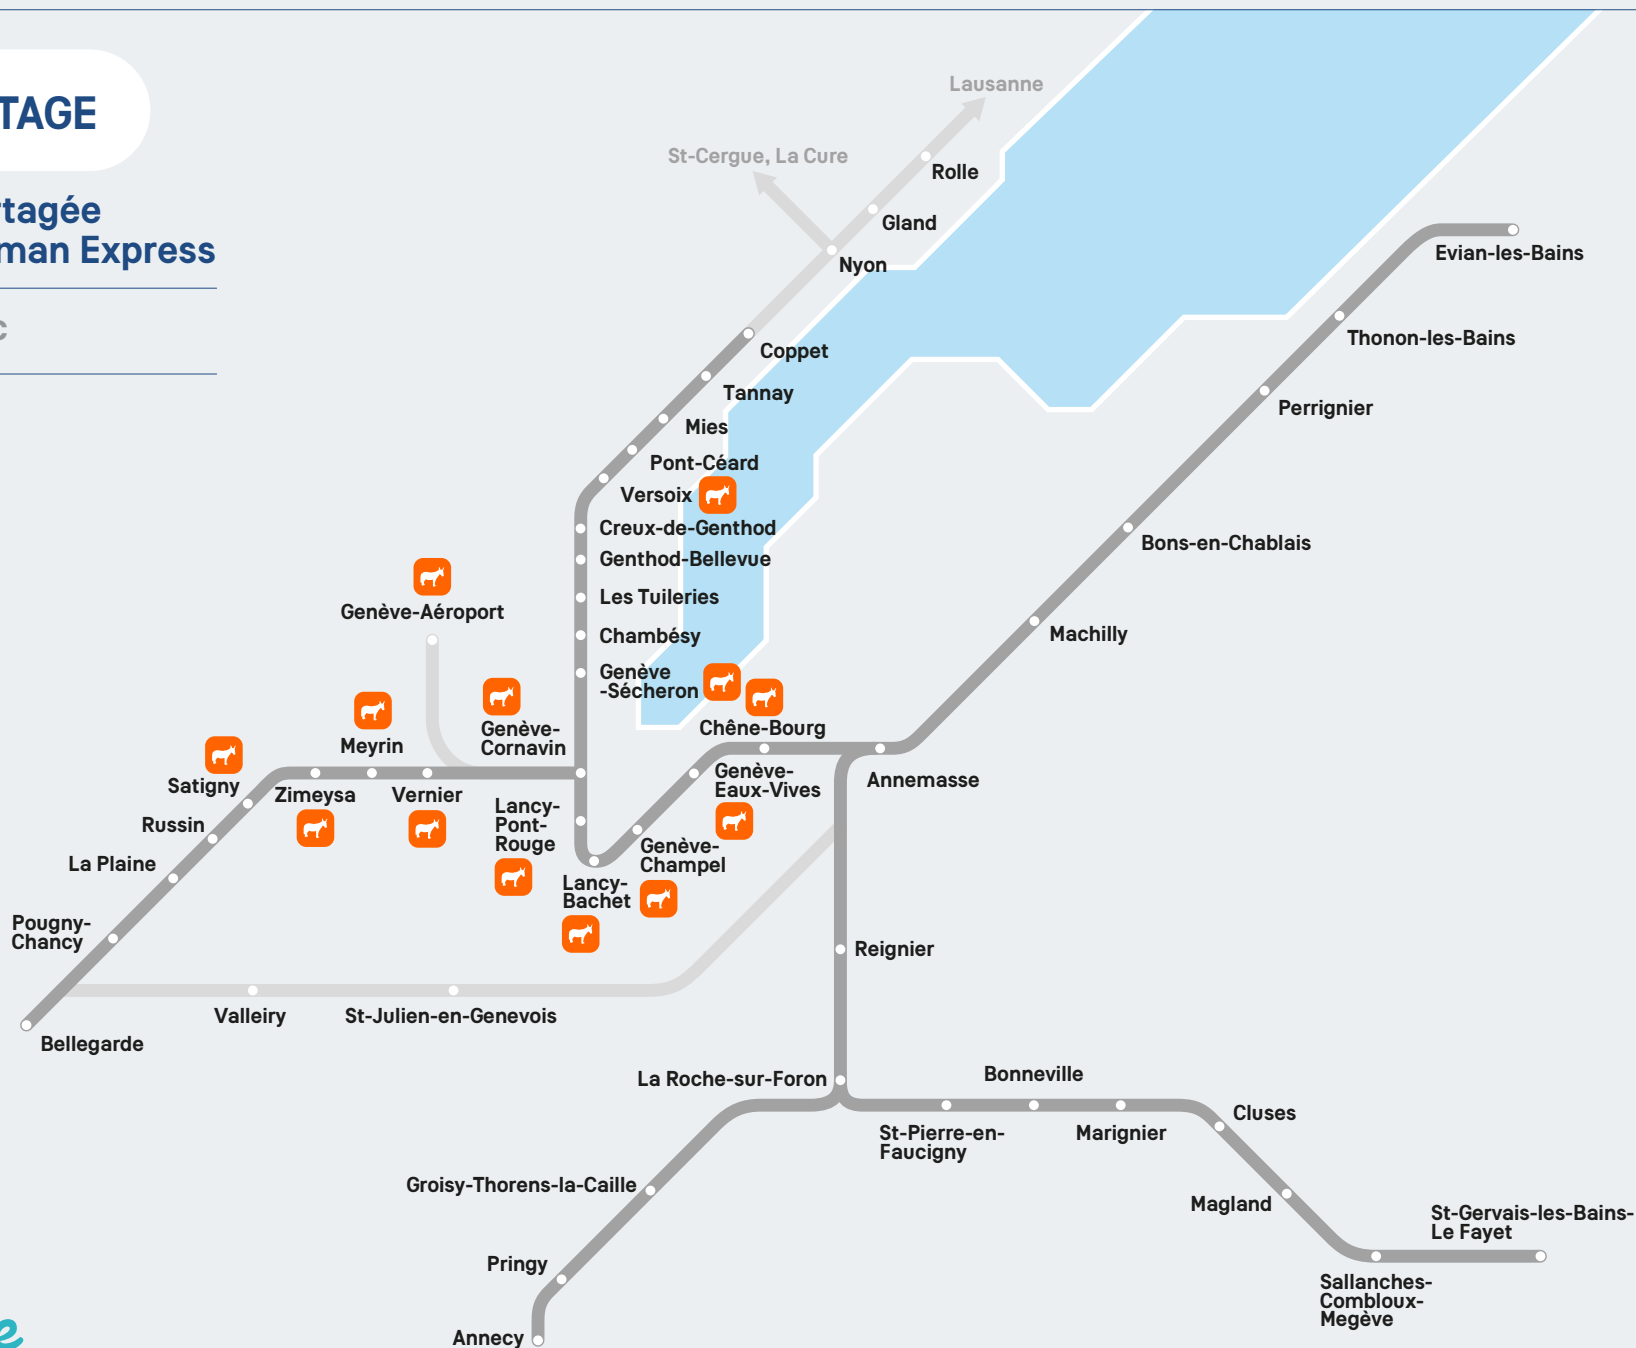 TAGE
rtagée
man Express
c
Lausanne
St-Cergue, La Cure
Rolle
Gland
Nyon
Evian-les-Bains
Thonon-les-Bains
Coppet
Tannay
Perrignier
Mies
Pont-Céard
Versoix
Creux-de-Genthod
Bons-en-Chablais
Genthod-Bellevue
Les Tuileries
Genève-Aéroport
Chambésy
Machilly
Genève
-Sécheron
Chêne-Bourg
Genève-
Cornavin
Meyrin
Satigny
Zimeysa
Vernier
Genève-
Eaux-Vives
Annemasse
Lancy-
Pont-
Rouge
Russin
Genève-
Champel
La Plaine
Lancy-
Bachet
Pougny-
Chancy
Reignier
Valleiry
St-Julien-en-Genevois
Bellegarde
La Roche-sur-Foron
Bonneville
Cluses
St-Pierre-en-
Faucigny
Marignier
Groisy-Thorens-la-Caille
Magland
St-Gervais-les-Bains-
Le Fayet
Pringy
Sallanches-
Combloux-
Megève
Annecy
e